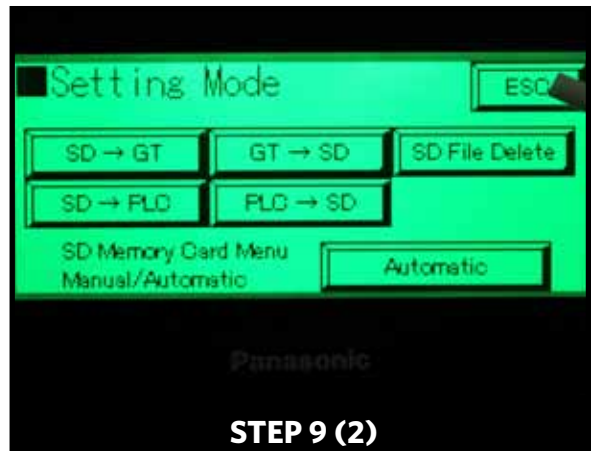 ■Setting Mode
ESC
SD → GT
GT → SD
SD File Delete
SD → PLC
PLC → SD
SD Memory Card Menu
Manual/Automatic
Automatic
Panasonic
STEP 9 (2)